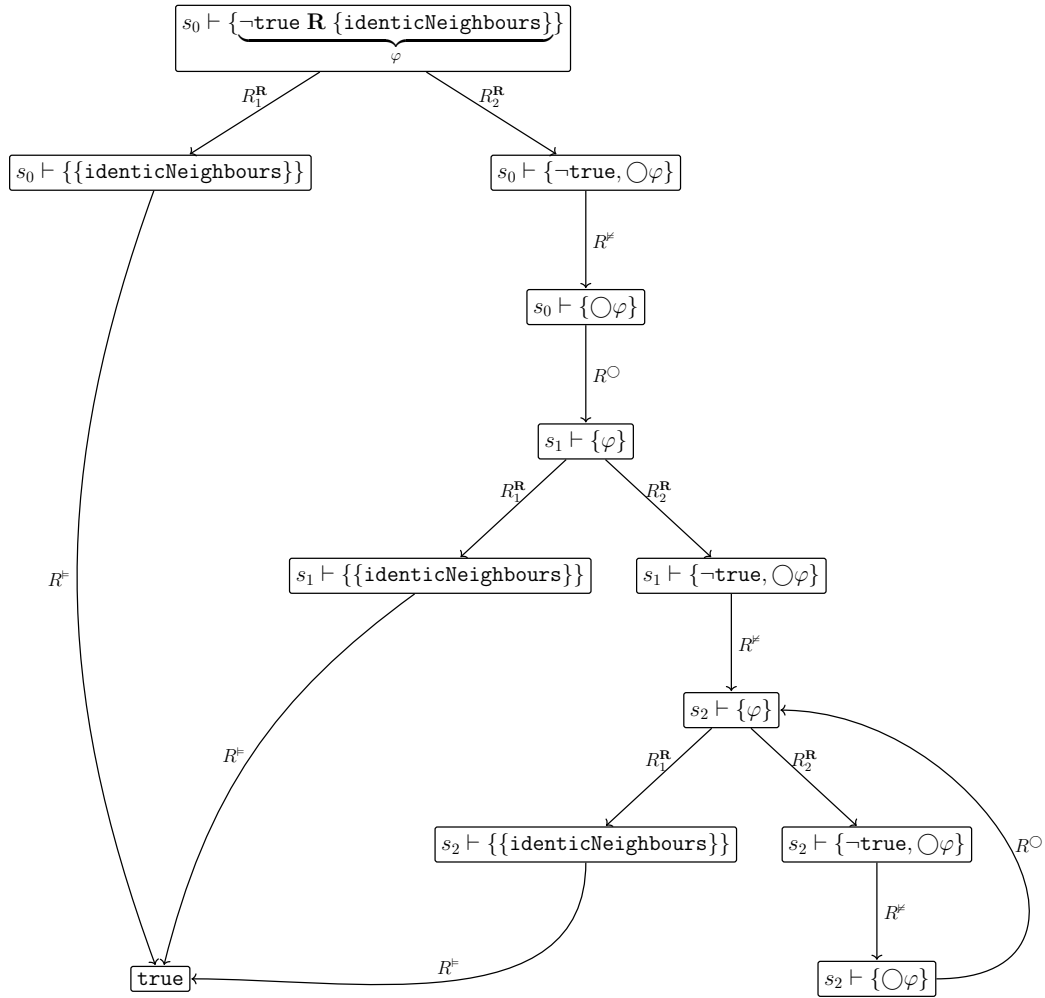 s₀ ⊢ {¬true R {identicNeighbours}}
φ
R₁ᴿ R₂ᴿ
s₀ ⊢ {{identicNeighbours}} s₀ ⊢ {¬true, ◯φ}
R^⊭
s₀ ⊢ {◯φ}
R^◯
s₁ ⊢ {φ}
R₁ᴿ R₂ᴿ
R^⊨ s₁ ⊢ {{identicNeighbours}} s₁ ⊢ {¬true, ◯φ}
R^⊭
s₂ ⊢ {φ}
R^⊨ R₁ᴿ R₂ᴿ
s₂ ⊢ {{identicNeighbours}} s₂ ⊢ {¬true, ◯φ} R^◯
R^⊭
true R^⊨ s₂ ⊢ {◯φ}